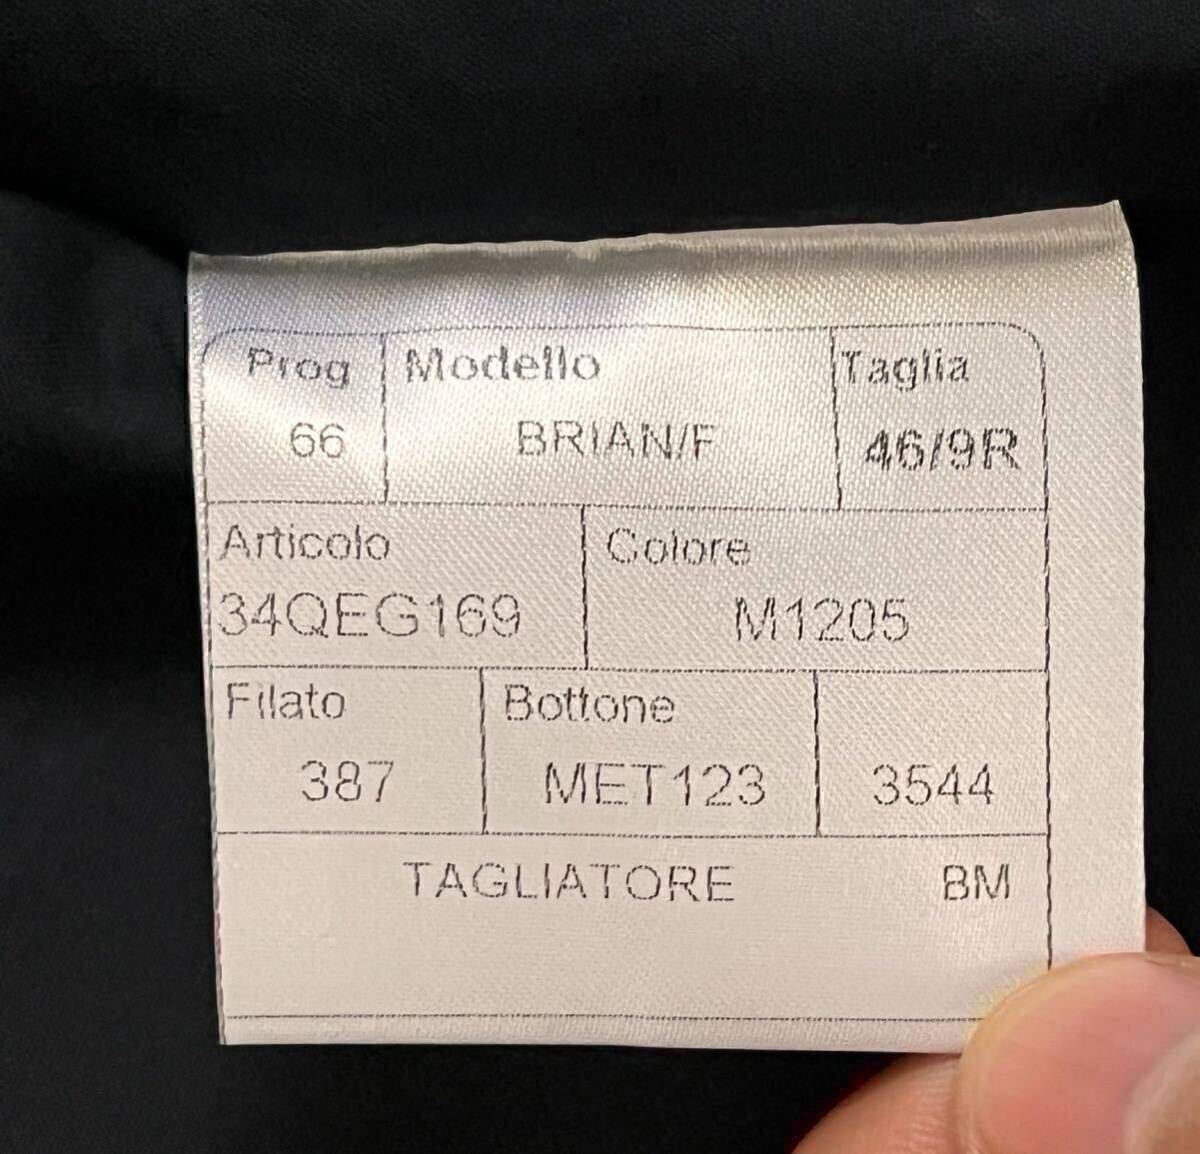 Prog Modello Taglia
66 BRIAN/F 46/9R
Articolo Colore
34QEG169 M1205
Filato Bottone
387 MET123 3544
TAGLIATORE BM